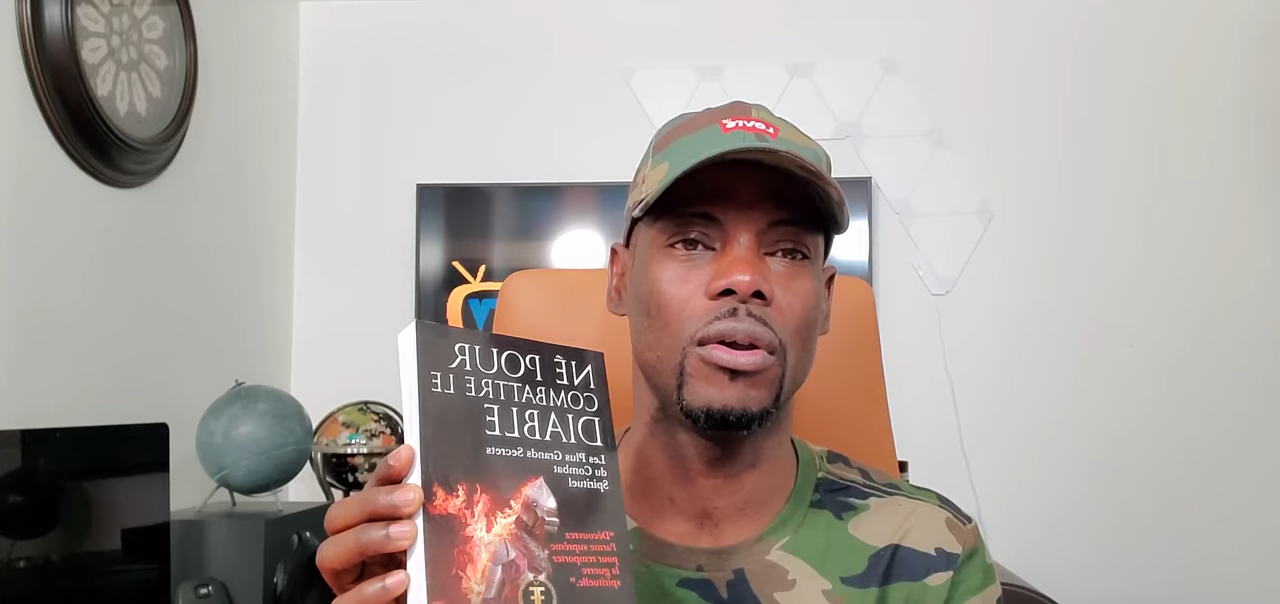 Levi's
NÉ POUR
COMBATTRE LE
DIABLE
Les Plus Grands Secrets
du Combat
Spirituel
"Découvrez
l'arme suprême
pour remporter
la guerre
spirituelle."